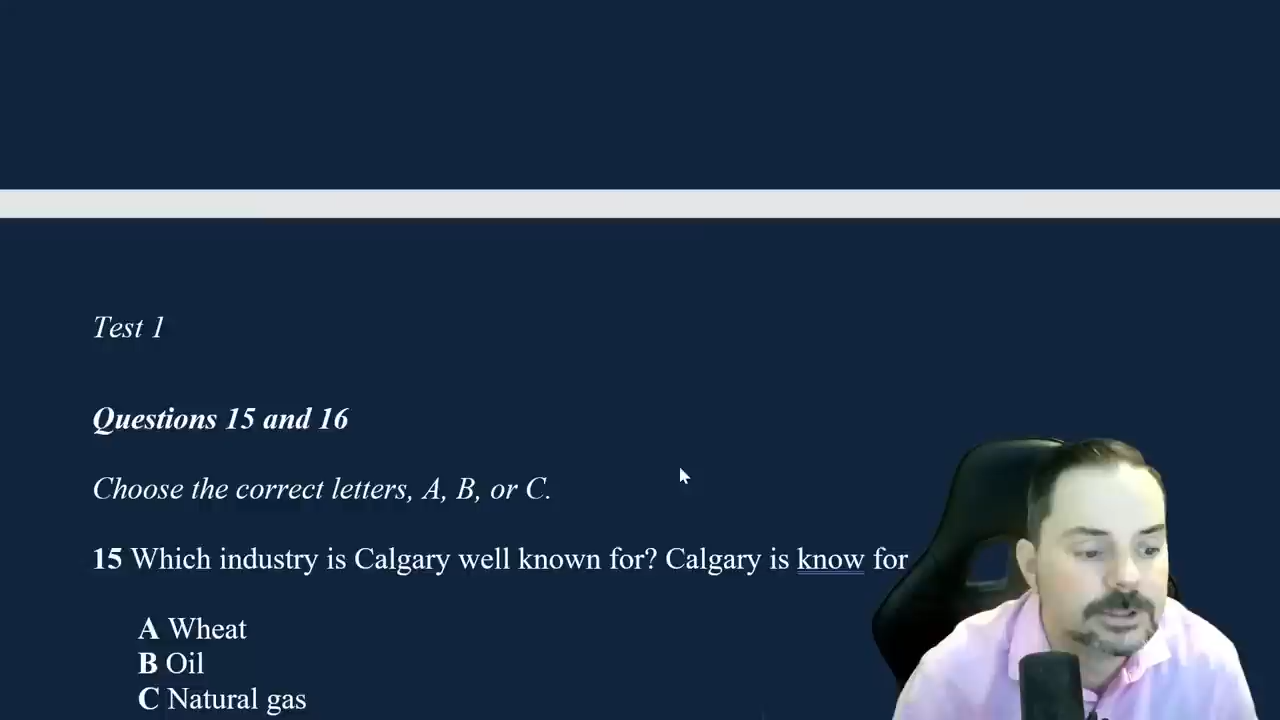 Test 1
Questions 15 and 16
Choose the correct letters, A, B, or C.
15 Which industry is Calgary well known for? Calgary is know for
A Wheat
B Oil
C Natural gas